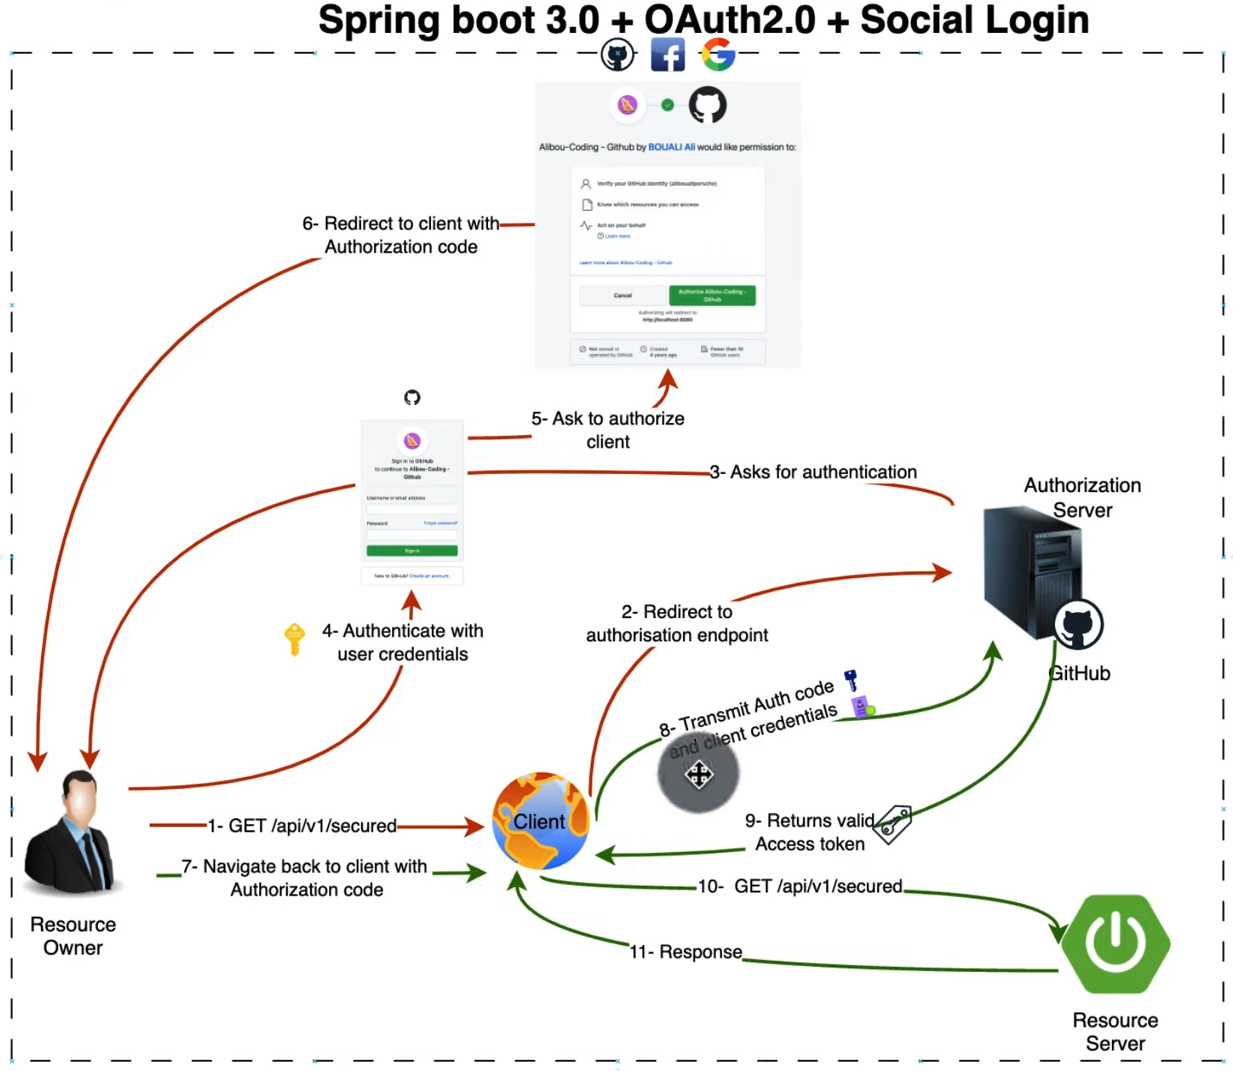 Spring boot 3.0 + OAuth2.0 + Social Login
Alibou-Coding - Github by BOUALI Ali would like permission to:
Verify your GitHub identity (aliboualiporsche)
Know which resources you can access
Act on your behalf
Learn more
Learn more about Alibou-Coding - Github
Cancel
Authorize Alibou-Coding -
Github
Authorizing will redirect to
http://localhost:8080
Not owned or
operated by GitHub
Created
4 years ago
Fewer than 10
GitHub users
6- Redirect to client with
Authorization code
5- Ask to authorize
client
Sign in to GitHub
to continue to Alibou-Coding -
Github
Username or email address
Password
Forgot password?
Sign in
New to GitHub? Create an account.
3- Asks for authentication
Authorization
Server
GitHub
4- Authenticate with
user credentials
2- Redirect to
authorisation endpoint
8- Transmit Auth code
and client credentials
Client
1- GET /api/v1/secured
9- Returns valid
Access token
7- Navigate back to client with
Authorization code
10- GET /api/v1/secured
11- Response
Resource
Owner
Resource
Server